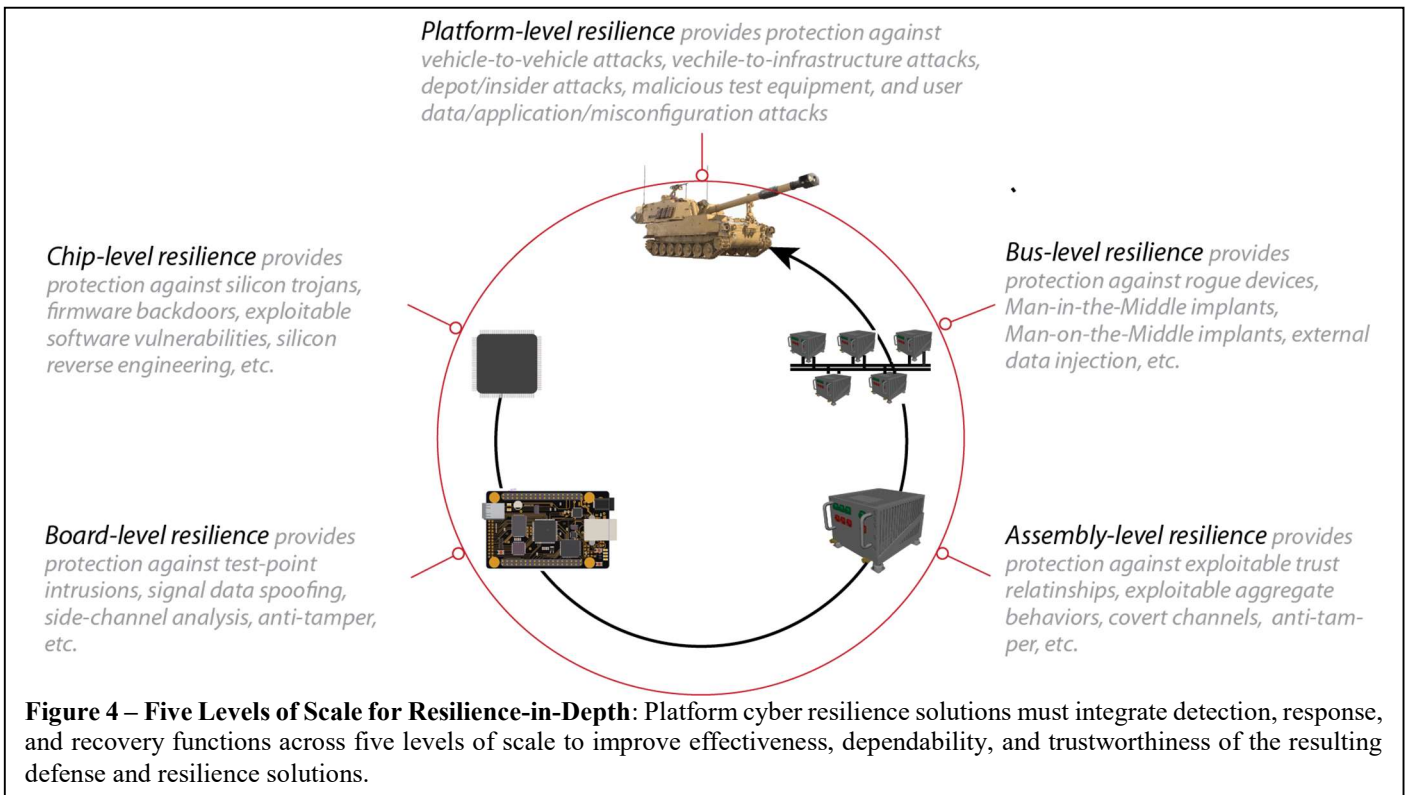 Platform-level resilience provides protection against
vehicle-to-vehicle attacks, vechile-to-infrastructure attacks,
depot/insider attacks, malicious test equipment, and user
data/application/misconfiguration attacks
Chip-level resilience provides
protection against silicon trojans,
firmware backdoors, exploitable
software vulnerabilities, silicon
reverse engineering, etc.
Bus-level resilience provides
protection against rogue devices,
Man-in-the-Middle implants,
Man-on-the-Middle implants, external
data injection, etc.
Board-level resilience provides
protection against test-point
intrusions, signal data spoofing,
side-channel analysis, anti-tamper,
etc.
Assembly-level resilience provides
protection against exploitable trust
relatinships, exploitable aggregate
behaviors, covert channels, anti-tam-
per, etc.
Figure 4 – Five Levels of Scale for Resilience-in-Depth: Platform cyber resilience solutions must integrate detection, response,
and recovery functions across five levels of scale to improve effectiveness, dependability, and trustworthiness of the resulting
defense and resilience solutions.